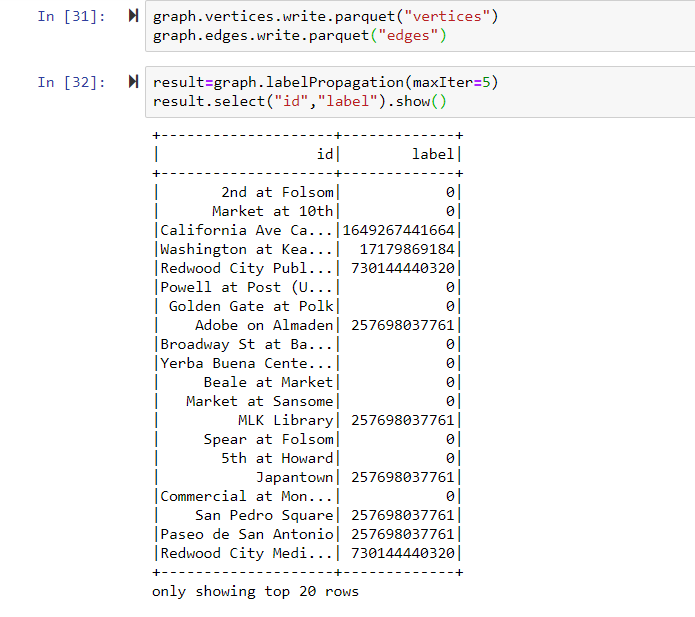 In [31]: graph.vertices.write.parquet("vertices")
graph.edges.write.parquet("edges")
In [32]: result=graph.labelPropagation(maxIter=5)
result.select("id","label").show()
+--------------------+-------------+
|                  id|        label|
+--------------------+-------------+
|       2nd at Folsom|            0|
|      Market at 10th|            0|
|California Ave Ca...|1649267441664|
|Washington at Kea...|  17179869184|
|Redwood City Publ...| 730144440320|
|Powell at Post (U...|            0|
| Golden Gate at Polk|            0|
|    Adobe on Almaden| 257698037761|
|Broadway St at Ba...|            0|
|Yerba Buena Cente...|            0|
|     Beale at Market|            0|
|   Market at Sansome|            0|
|         MLK Library| 257698037761|
|     Spear at Folsom|            0|
|       5th at Howard|            0|
|           Japantown| 257698037761|
|Commercial at Mon...|            0|
|    San Pedro Square| 257698037761|
|Paseo de San Antonio| 257698037761|
|Redwood City Medi...| 730144440320|
+--------------------+-------------+
only showing top 20 rows